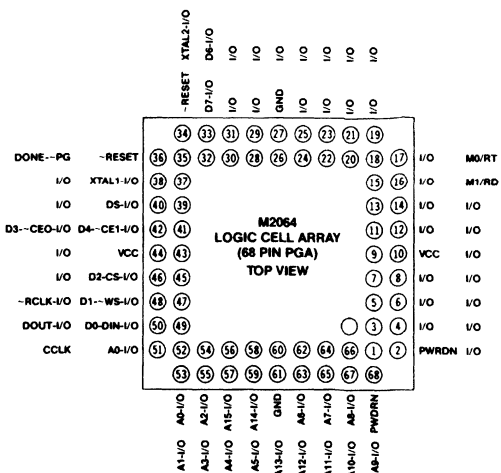 XTAL2-I/O D6-I/O I/O I/O I/O I/O I/O I/O I/O
~RESET D7-I/O I/O I/O GND I/O I/O I/O I/O
34 33 31 29 27 25 23 21 19
DONE-~PG ~RESET 36 35 32 30 28 26 24 22 20 18 17 I/O M0/RT
I/O XTAL1-I/O 38 37 15 16 I/O M1/RD
I/O DS-I/O 40 39 13 14 I/O I/O
D3-~CEO-I/O D4-~CE1-I/O 42 41 11 12 I/O I/O
M2064
LOGIC CELL ARRAY
(68 PIN PGA)
TOP VIEW
I/O VCC 44 43 9 10 VCC I/O
I/O D2-CS-I/O 46 45 7 8 I/O I/O
~RCLK-I/O D1-~WS-I/O 48 47 5 6 I/O I/O
DOUT-I/O D0-DIN-I/O 50 49 3 4 I/O I/O
CCLK A0-I/O 51 52 54 56 58 60 62 64 66 1 2 PWRDN I/O
53 55 57 59 61 63 65 67 68
A0-I/O A2-I/O A15-I/O A14-I/O GND A6-I/O A7-I/O A8-I/O PWDRN
A1-I/O A3-I/O A4-I/O A5-I/O A13-I/O A12-I/O A11-I/O A10-I/O A9-I/O